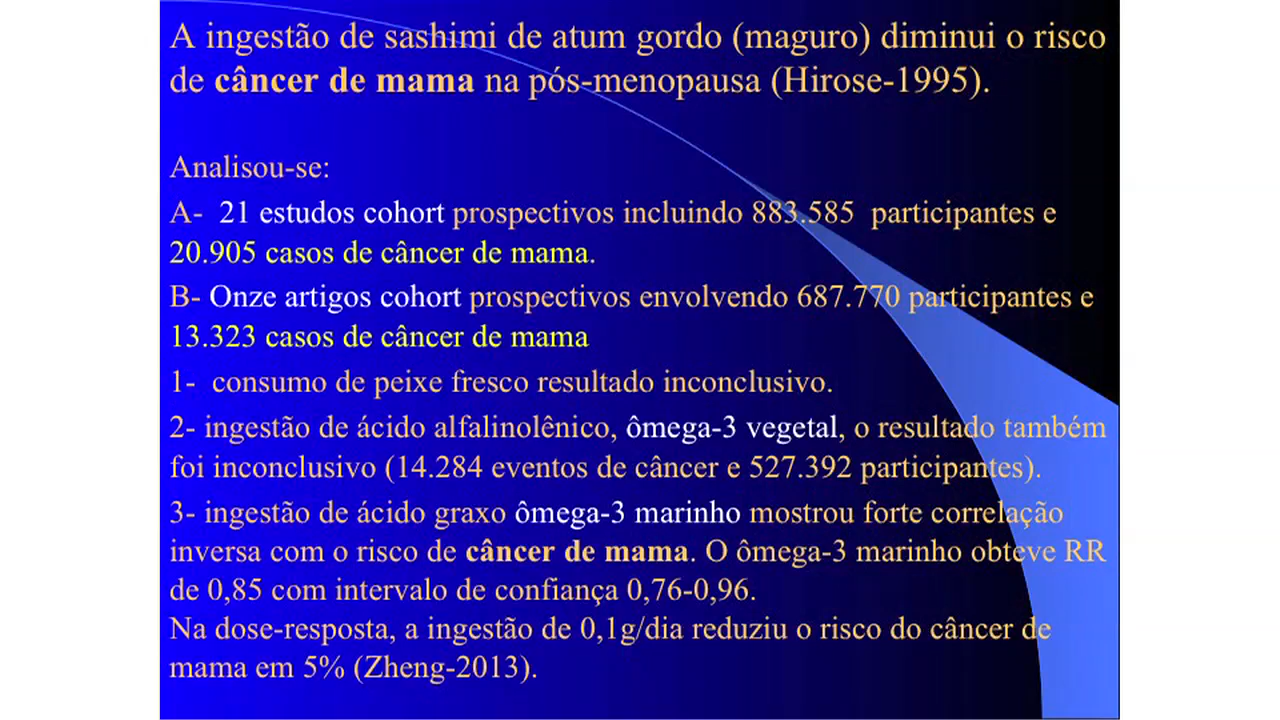 A ingestão de sashimi de atum gordo (maguro) diminui o risco
de câncer de mama na pós-menopausa (Hirose-1995).
Analisou-se:
A- 21 estudos cohort prospectivos incluindo 883.585 participantes e
20.905 casos de câncer de mama.
B- Onze artigos cohort prospectivos envolvendo 687.770 participantes e
13.323 casos de câncer de mama
1- consumo de peixe fresco resultado inconclusivo.
2- ingestão de ácido alfalinolênico, ômega-3 vegetal, o resultado também
foi inconclusivo (14.284 eventos de câncer e 527.392 participantes).
3- ingestão de ácido graxo ômega-3 marinho mostrou forte correlação
inversa com o risco de câncer de mama. O ômega-3 marinho obteve RR
de 0,85 com intervalo de confiança 0,76-0,96.
Na dose-resposta, a ingestão de 0,1g/dia reduziu o risco do câncer de
mama em 5% (Zheng-2013).